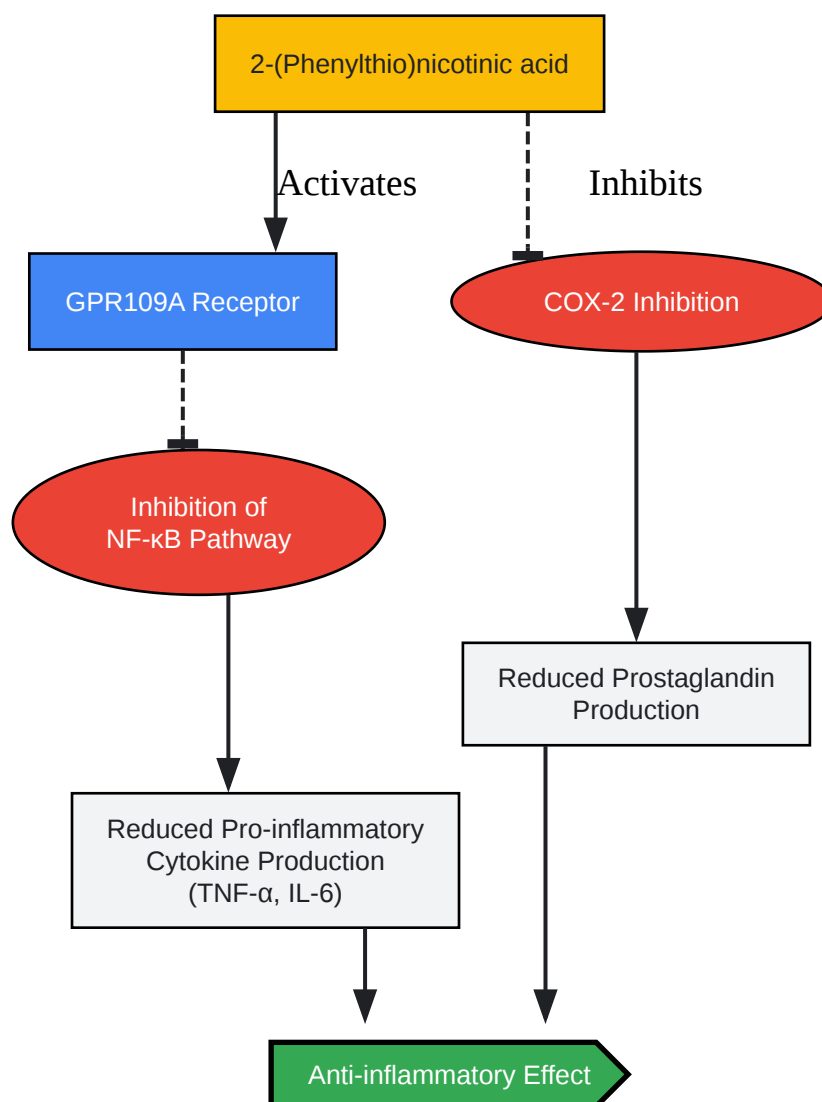 2-(Phenylthio)nicotinic acid
Activates
Inhibits
GPR109A Receptor
COX-2 Inhibition
Inhibition of
NF-κB Pathway
Reduced Prostaglandin
Production
Reduced Pro-inflammatory
Cytokine Production
(TNF-α, IL-6)
Anti-inflammatory Effect